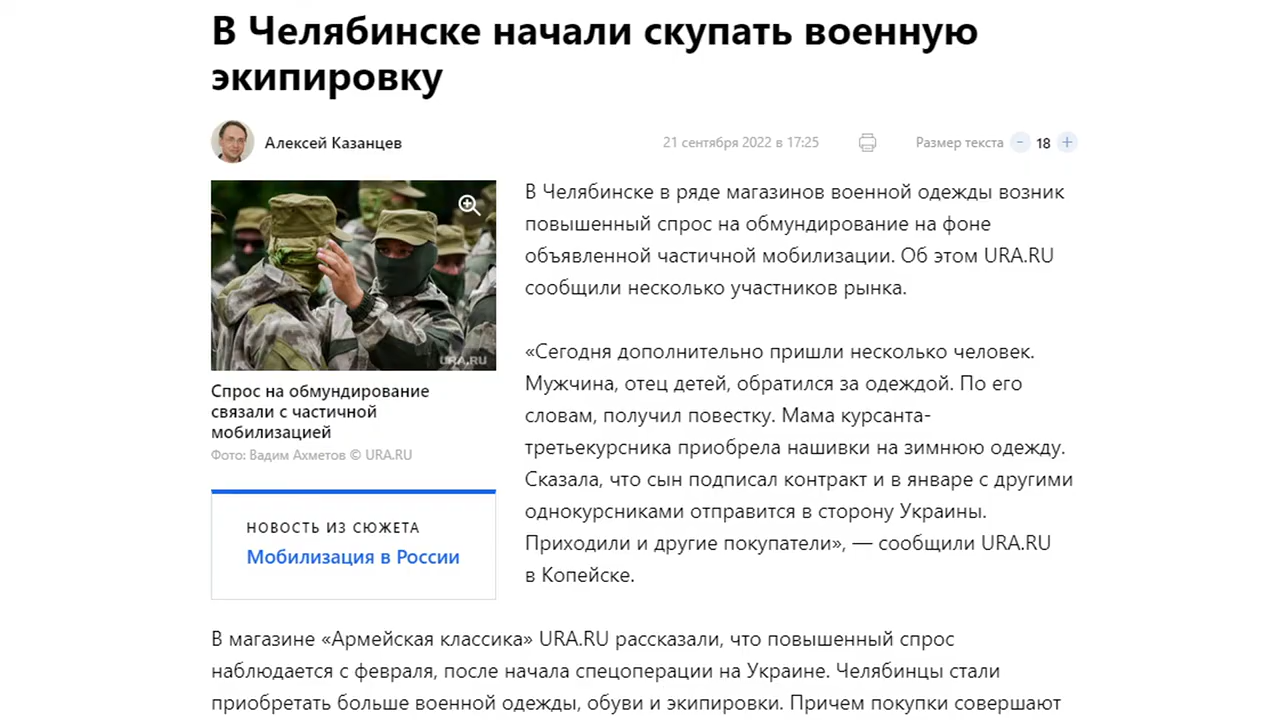 В Челябинске начали скупать военную
экипировку
Алексей Казанцев
21 сентября 2022 в 17:25
Размер текста - 18 +
URA.RU
Спрос на обмундирование
связали с частичной
мобилизацией
Фото: Вадим Ахметов © URA.RU
НОВОСТЬ ИЗ СЮЖЕТА
Мобилизация в России
В Челябинске в ряде магазинов военной одежды возник
повышенный спрос на обмундирование на фоне
объявленной частичной мобилизации. Об этом URA.RU
сообщили несколько участников рынка.
«Сегодня дополнительно пришли несколько человек.
Мужчина, отец детей, обратился за одеждой. По его
словам, получил повестку. Мама курсанта-
третьекурсника приобрела нашивки на зимнюю одежду.
Сказала, что сын подписал контракт и в январе с другими
однокурсниками отправится в сторону Украины.
Приходили и другие покупатели», — сообщили URA.RU
в Копейске.
В магазине «Армейская классика» URA.RU рассказали, что повышенный спрос
наблюдается с февраля, после начала спецоперации на Украине. Челябинцы стали
приобретать больше военной одежды, обуви и экипировки. Причем покупки совершают